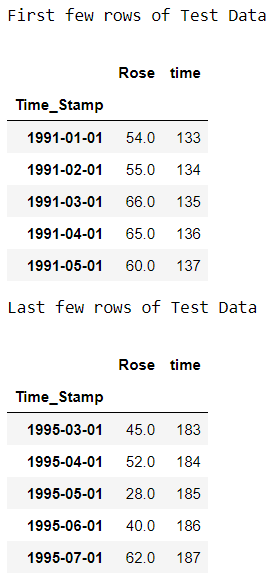 First few rows of Test Data
Rose time
Time_Stamp
1991-01-01 54.0 133
1991-02-01 55.0 134
1991-03-01 66.0 135
1991-04-01 65.0 136
1991-05-01 60.0 137
Last few rows of Test Data
Rose time
Time_Stamp
1995-03-01 45.0 183
1995-04-01 52.0 184
1995-05-01 28.0 185
1995-06-01 40.0 186
1995-07-01 62.0 187